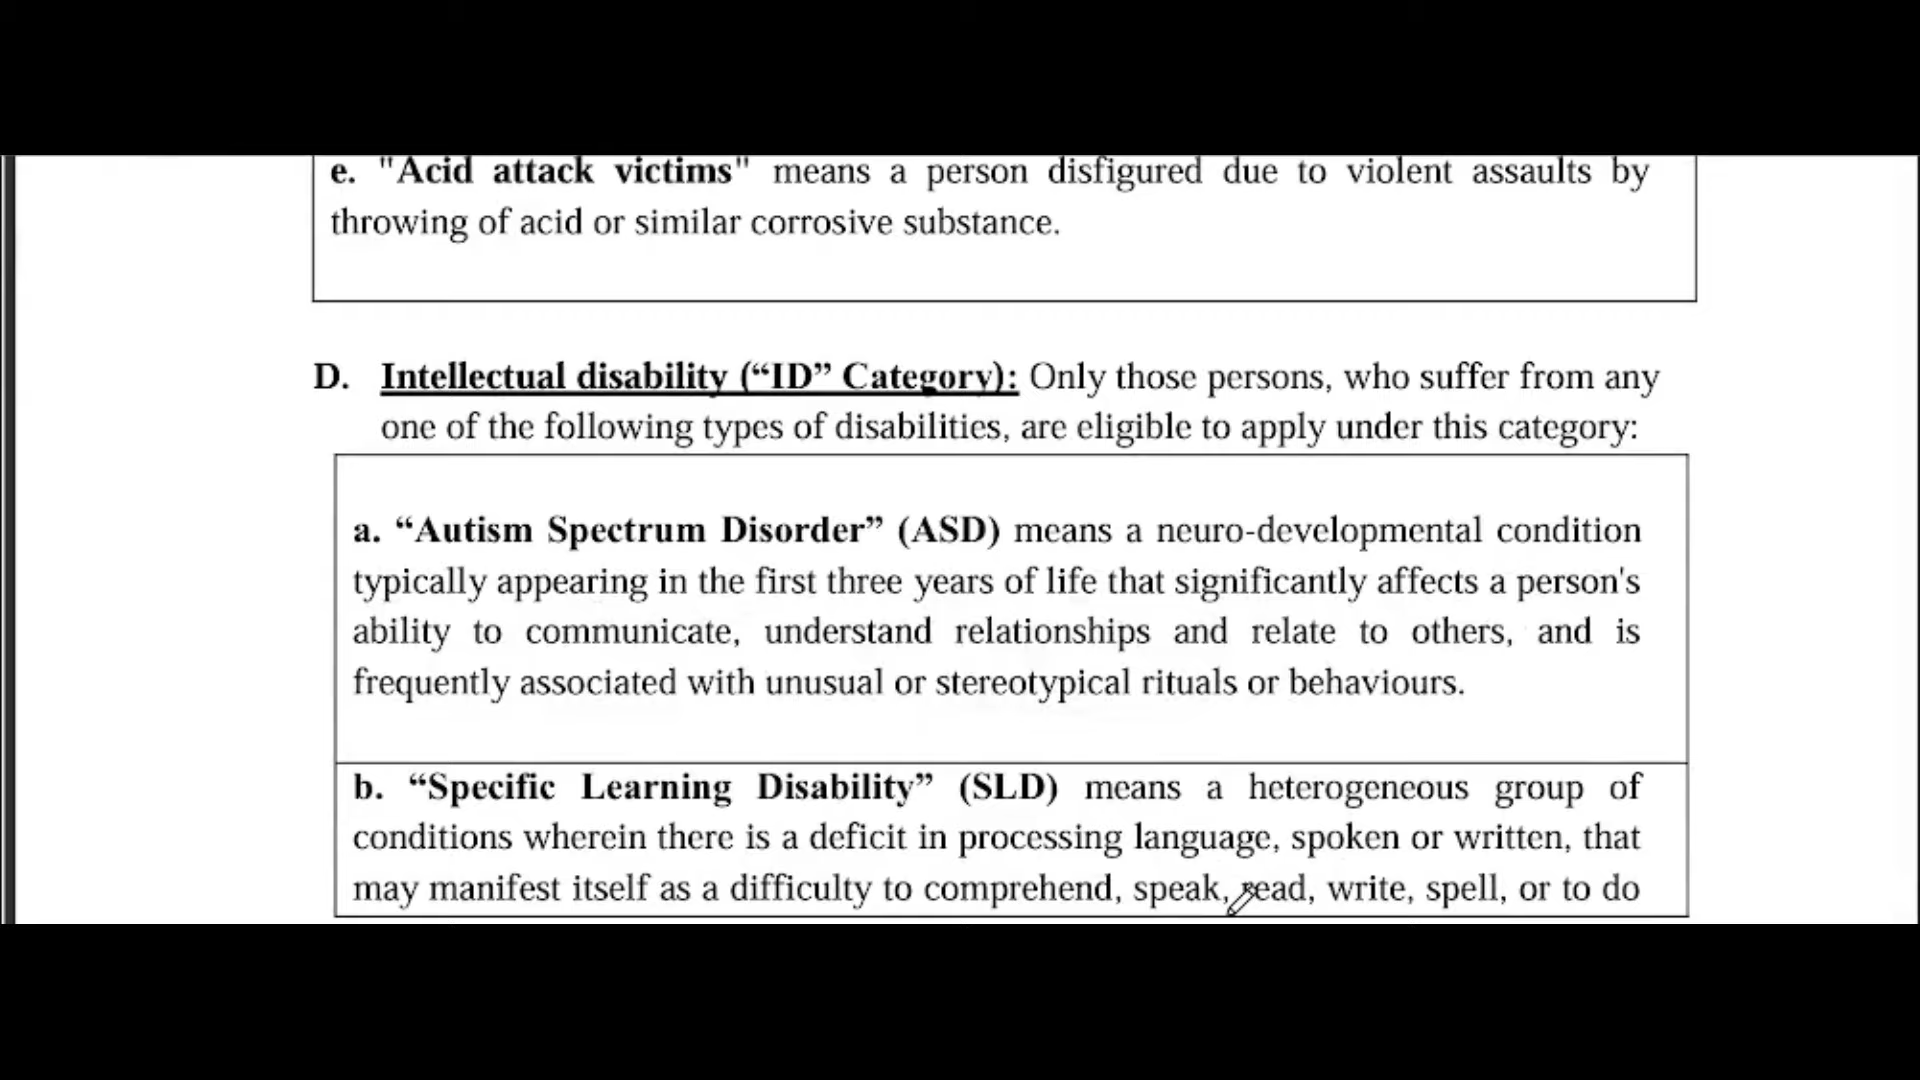 e. "Acid attack victims" means a person disfigured due to violent assaults by
throwing of acid or similar corrosive substance.
D. Intellectual disability (“ID” Category): Only those persons, who suffer from any
one of the following types of disabilities, are eligible to apply under this category:
a. “Autism Spectrum Disorder” (ASD) means a neuro-developmental condition
typically appearing in the first three years of life that significantly affects a person's
ability to communicate, understand relationships and relate to others, and is
frequently associated with unusual or stereotypical rituals or behaviours.
b. “Specific Learning Disability” (SLD) means a heterogeneous group of
conditions wherein there is a deficit in processing language, spoken or written, that
may manifest itself as a difficulty to comprehend, speak, read, write, spell, or to do